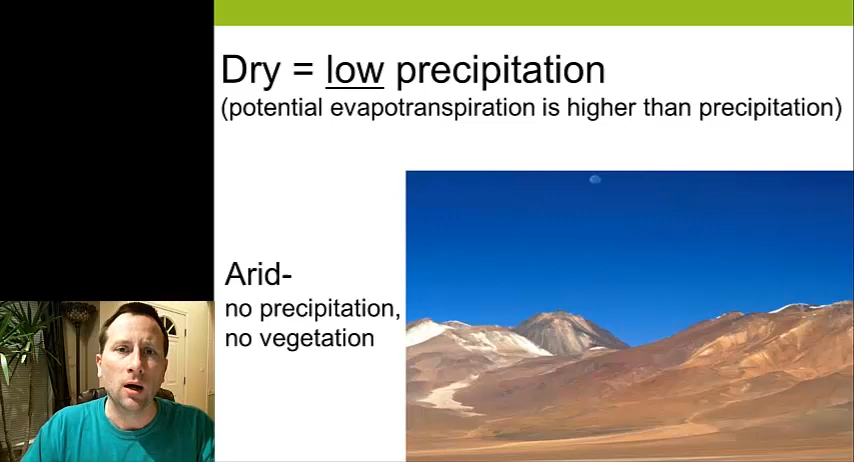 Dry = low precipitation
(potential evapotranspiration is higher than precipitation)
Arid-
no precipitation,
no vegetation